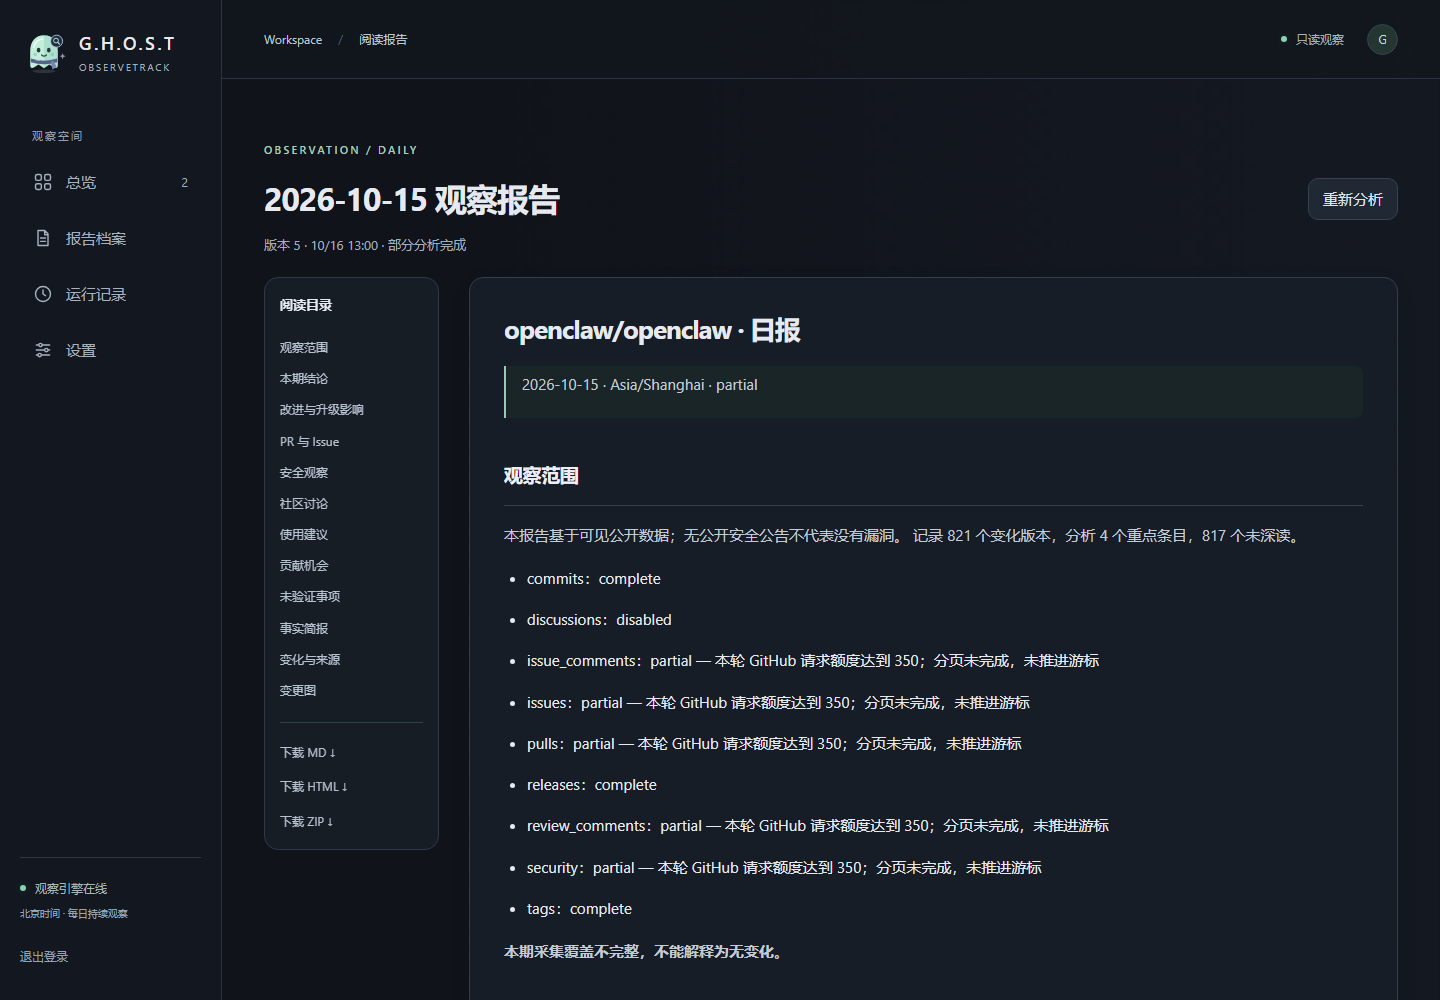 G.H.O.S.T
OBSERVETRACK
观察空间
总览 2
报告档案
运行记录
设置
观察引擎在线
北京时间 · 每日持续观察
退出登录
Workspace / 阅读报告
只读观察 G
OBSERVATION / DAILY
2026-10-15 观察报告
重新分析
版本 5 · 10/16 13:00 · 部分分析完成
阅读目录
观察范围
本期结论
改进与升级影响
PR 与 Issue
安全观察
社区讨论
使用建议
贡献机会
未验证事项
事实简报
变化与来源
变更图
下载 MD ↓
下载 HTML ↓
下载 ZIP ↓
openclaw/openclaw · 日报
2026-10-15 · Asia/Shanghai · partial
观察范围
本报告基于可见公开数据；无公开安全公告不代表没有漏洞。 记录 821 个变化版本，分析 4 个重点条目，817 个未深读。
• commits：complete
• discussions：disabled
• issue_comments：partial — 本轮 GitHub 请求额度达到 350；分页未完成，未推进游标
• issues：partial — 本轮 GitHub 请求额度达到 350；分页未完成，未推进游标
• pulls：partial — 本轮 GitHub 请求额度达到 350；分页未完成，未推进游标
• releases：complete
• review_comments：partial — 本轮 GitHub 请求额度达到 350；分页未完成，未推进游标
• security：partial — 本轮 GitHub 请求额度达到 350；分页未完成，未推进游标
• tags：complete
本期采集覆盖不完整，不能解释为无变化。